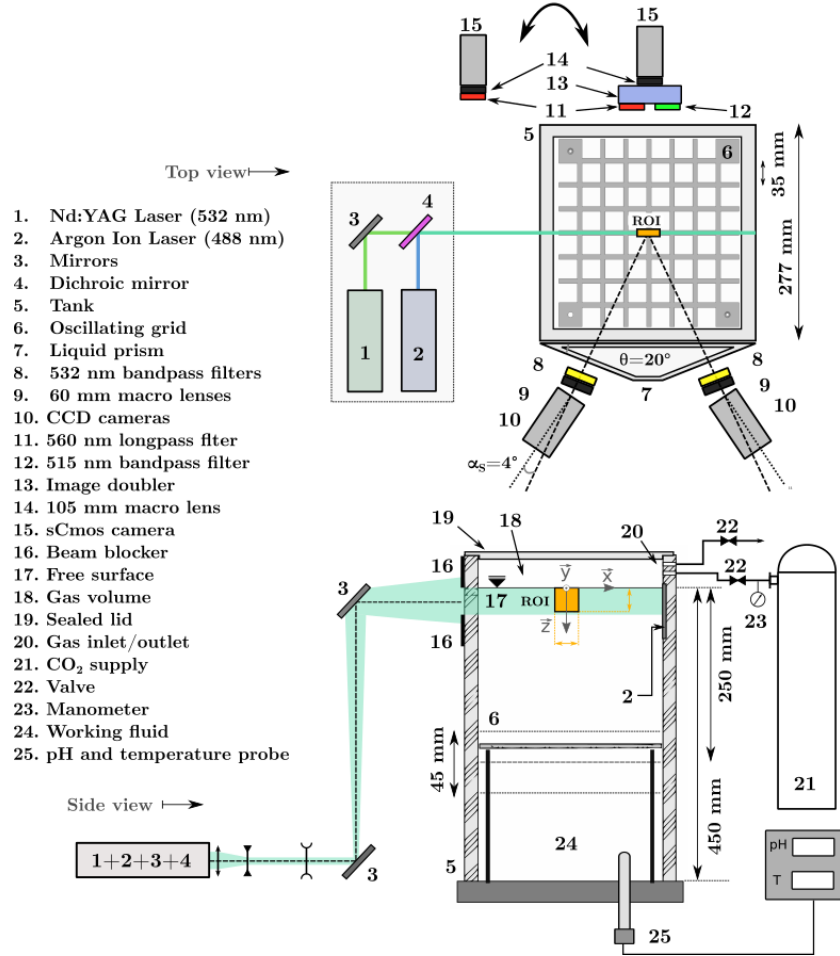 15
15
14
13
11
12
5
6
35 mm
Top view
3
4
ROI
277 mm
1
2
θ=20°
8
8
7
9
9
10
10
αs=4°
1. Nd:YAG Laser (532 nm)
2. Argon Ion Laser (488 nm)
3. Mirrors
4. Dichroic mirror
5. Tank
6. Oscillating grid
7. Liquid prism
8. 532 nm bandpass filters
9. 60 mm macro lenses
10. CCD cameras
11. 560 nm longpass flter
12. 515 nm bandpass filter
13. Image doubler
14. 105 mm macro lens
15. sCmos camera
16. Beam blocker
17. Free surface
18. Gas volume
19. Sealed lid
20. Gas inlet/outlet
21. CO₂ supply
22. Valve
23. Manometer
24. Working fluid
25. pH and temperature probe
19
18
20
22
16
22
3
17
y
x
ROI
z
23
16
2
250 mm
6
45 mm
21
450 mm
Side view
1+2+3+4
3
24
5
pH
T
25